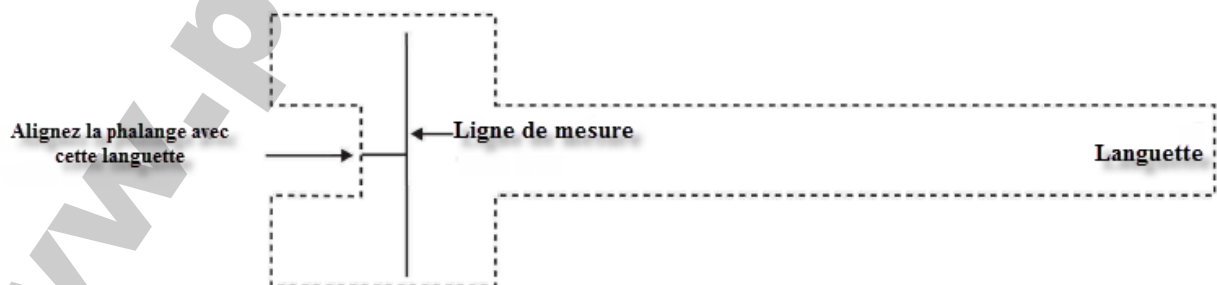 Alignez la phalange avec
cette languette
Ligne de mesure
Languette